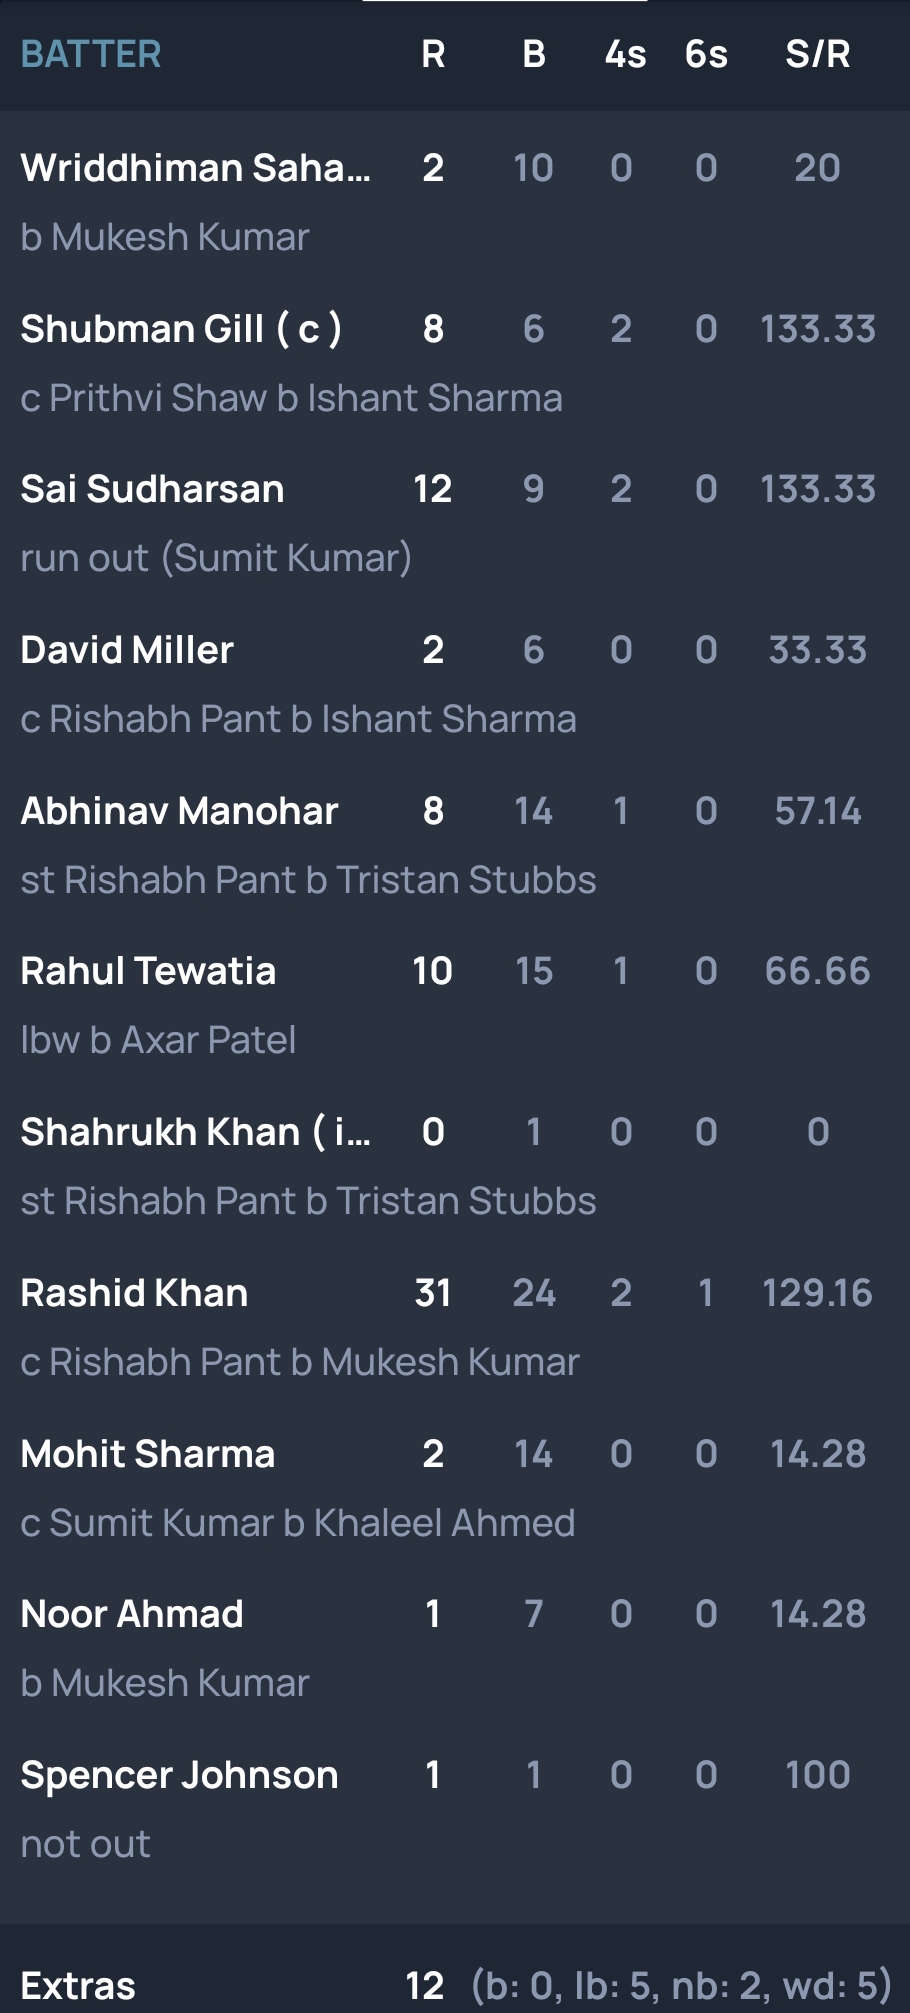 BATTER R B 4s 6s S/R
Wriddhiman Saha... 2 10 0 0 20
b Mukesh Kumar
Shubman Gill ( c ) 8 6 2 0 133.33
c Prithvi Shaw b Ishant Sharma
Sai Sudharsan 12 9 2 0 133.33
run out (Sumit Kumar)
David Miller 2 6 0 0 33.33
c Rishabh Pant b Ishant Sharma
Abhinav Manohar 8 14 1 0 57.14
st Rishabh Pant b Tristan Stubbs
Rahul Tewatia 10 15 1 0 66.66
lbw b Axar Patel
Shahrukh Khan ( i... 0 1 0 0 0
st Rishabh Pant b Tristan Stubbs
Rashid Khan 31 24 2 1 129.16
c Rishabh Pant b Mukesh Kumar
Mohit Sharma 2 14 0 0 14.28
c Sumit Kumar b Khaleel Ahmed
Noor Ahmad 1 7 0 0 14.28
b Mukesh Kumar
Spencer Johnson 1 1 0 0 100
not out
Extras 12 (b: 0, lb: 5, nb: 2, wd: 5)